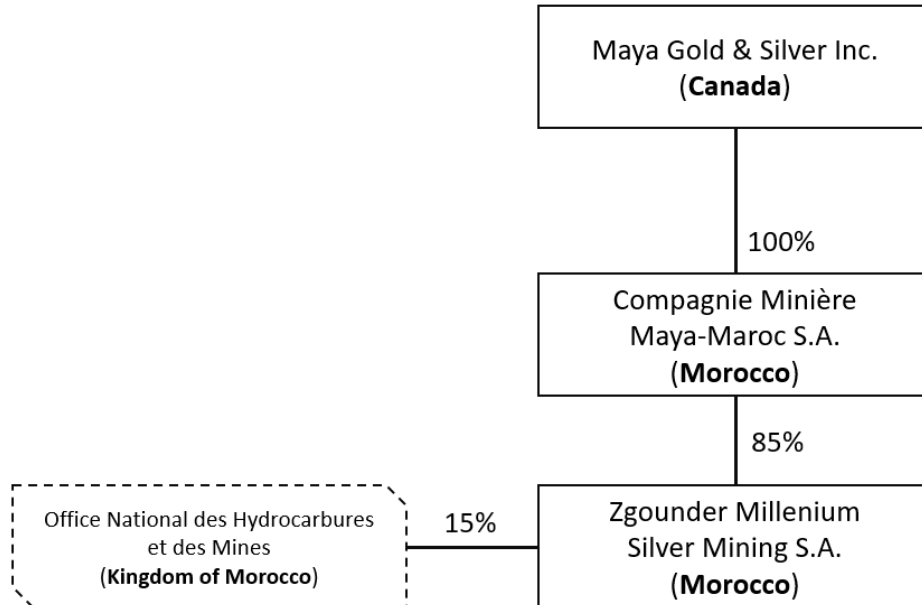 Maya Gold & Silver Inc.
(Canada)
100%
Compagnie Minière
Maya-Maroc S.A.
(Morocco)
85%
Office National des Hydrocarbures
et des Mines
(Kingdom of Morocco)
15%
Zgounder Millenium
Silver Mining S.A.
(Morocco)